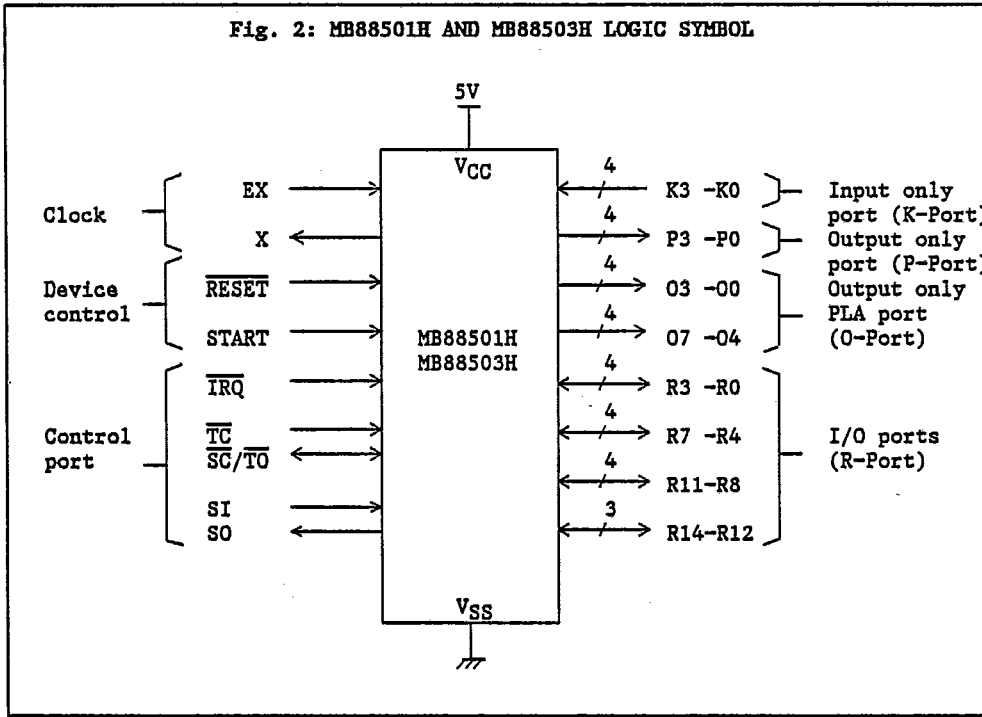 Fig. 2: MB88501H AND MB88503H LOGIC SYMBOL
5V
VCC
Clock
EX
X
Device
control
RESET
START
Control
port
IRQ
TC
SC/TO
SI
SO
MB88501H
MB88503H
4
K3 -K0
Input only
port (K-Port)
4
P3 -P0
Output only
port (P-Port)
4
O3 -O0
4
O7 -O4
Output only
PLA port
(O-Port)
4
R3 -R0
4
R7 -R4
4
R11-R8
3
R14-R12
I/O ports
(R-Port)
VSS